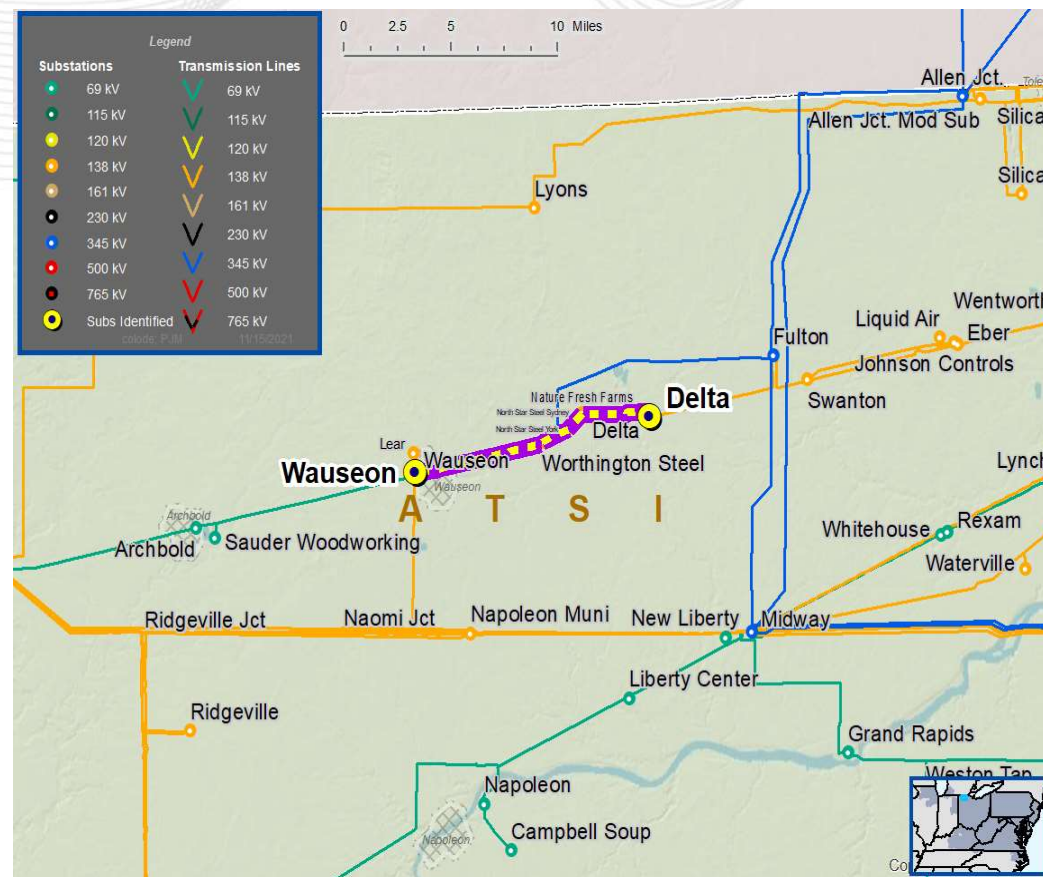 Legend
Substations
Transmission Lines
69 kV
69 kV
115 kV
115 kV
120 kV
120 kV
138 kV
138 kV
161 kV
161 kV
230 kV
230 kV
345 kV
345 kV
500 kV
500 kV
765 kV
765 kV
Subs Identified
colode: PJM 11/15/2021
0 2.5 5 10 Miles
Allen Jct.
Allen Jct. Mod Sub
Silica
Silica
Lyons
Wentworth
Liquid Air
Eber
Fulton
Johnson Controls
Swanton
Nature Fresh Farms
Delta
North Star Steel Sydney
North Star Steel York
Delta
Lear
Wauseon
Wauseon
Worthington Steel
Wauseon
Lynch
A T S I
Archbold
Archbold
Sauder Woodworking
Whitehouse
Rexam
Waterville
Ridgeville Jct
Naomi Jct
Napoleon Muni
New Liberty
Midway
Liberty Center
Ridgeville
Grand Rapids
Weston Tap
Napoleon
Napoleon
Campbell Soup